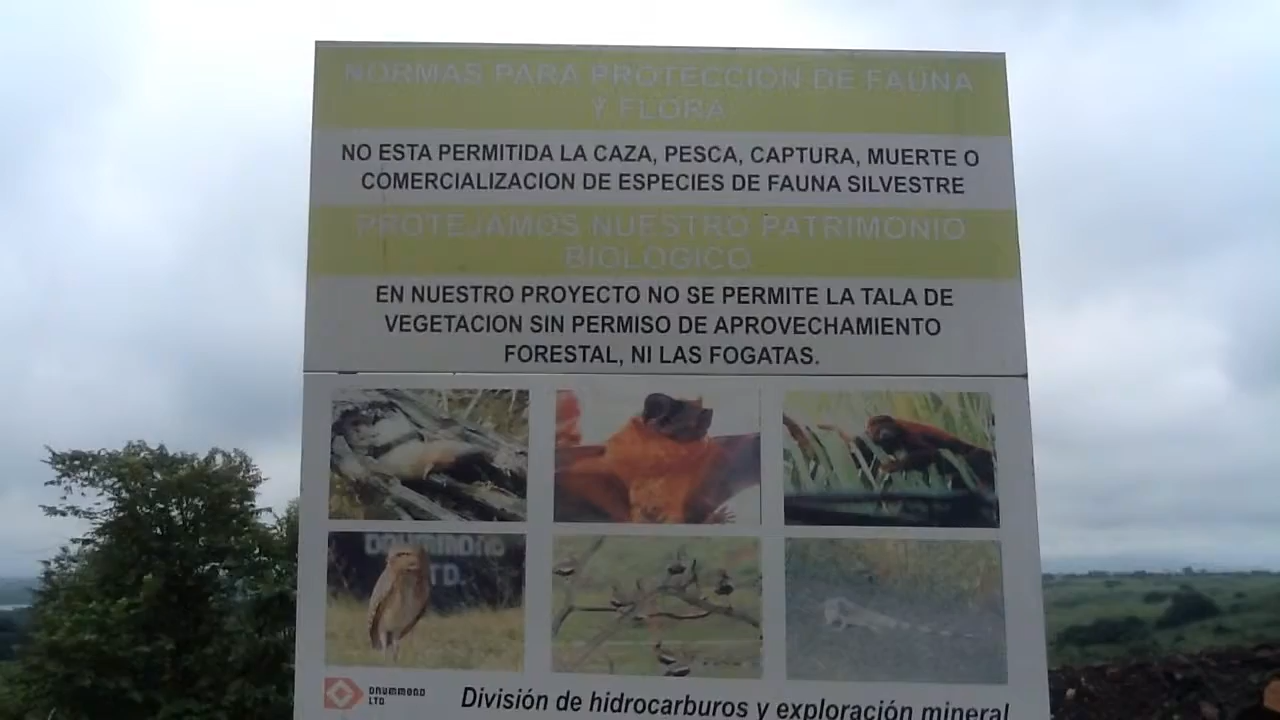 NORMAS PARA PROTECCION DE FAUNA
Y FLORA
NO ESTA PERMITIDA LA CAZA, PESCA, CAPTURA, MUERTE O
COMERCIALIZACION DE ESPECIES DE FAUNA SILVESTRE
PROTEJAMOS NUESTRO PATRIMONIO
BIOLOGICO
EN NUESTRO PROYECTO NO SE PERMITE LA TALA DE
VEGETACION SIN PERMISO DE APROVECHAMIENTO
FORESTAL, NI LAS FOGATAS.
DRUMMOND
LTD.
DRUMMOND
LTD
División de hidrocarburos y exploración mineral